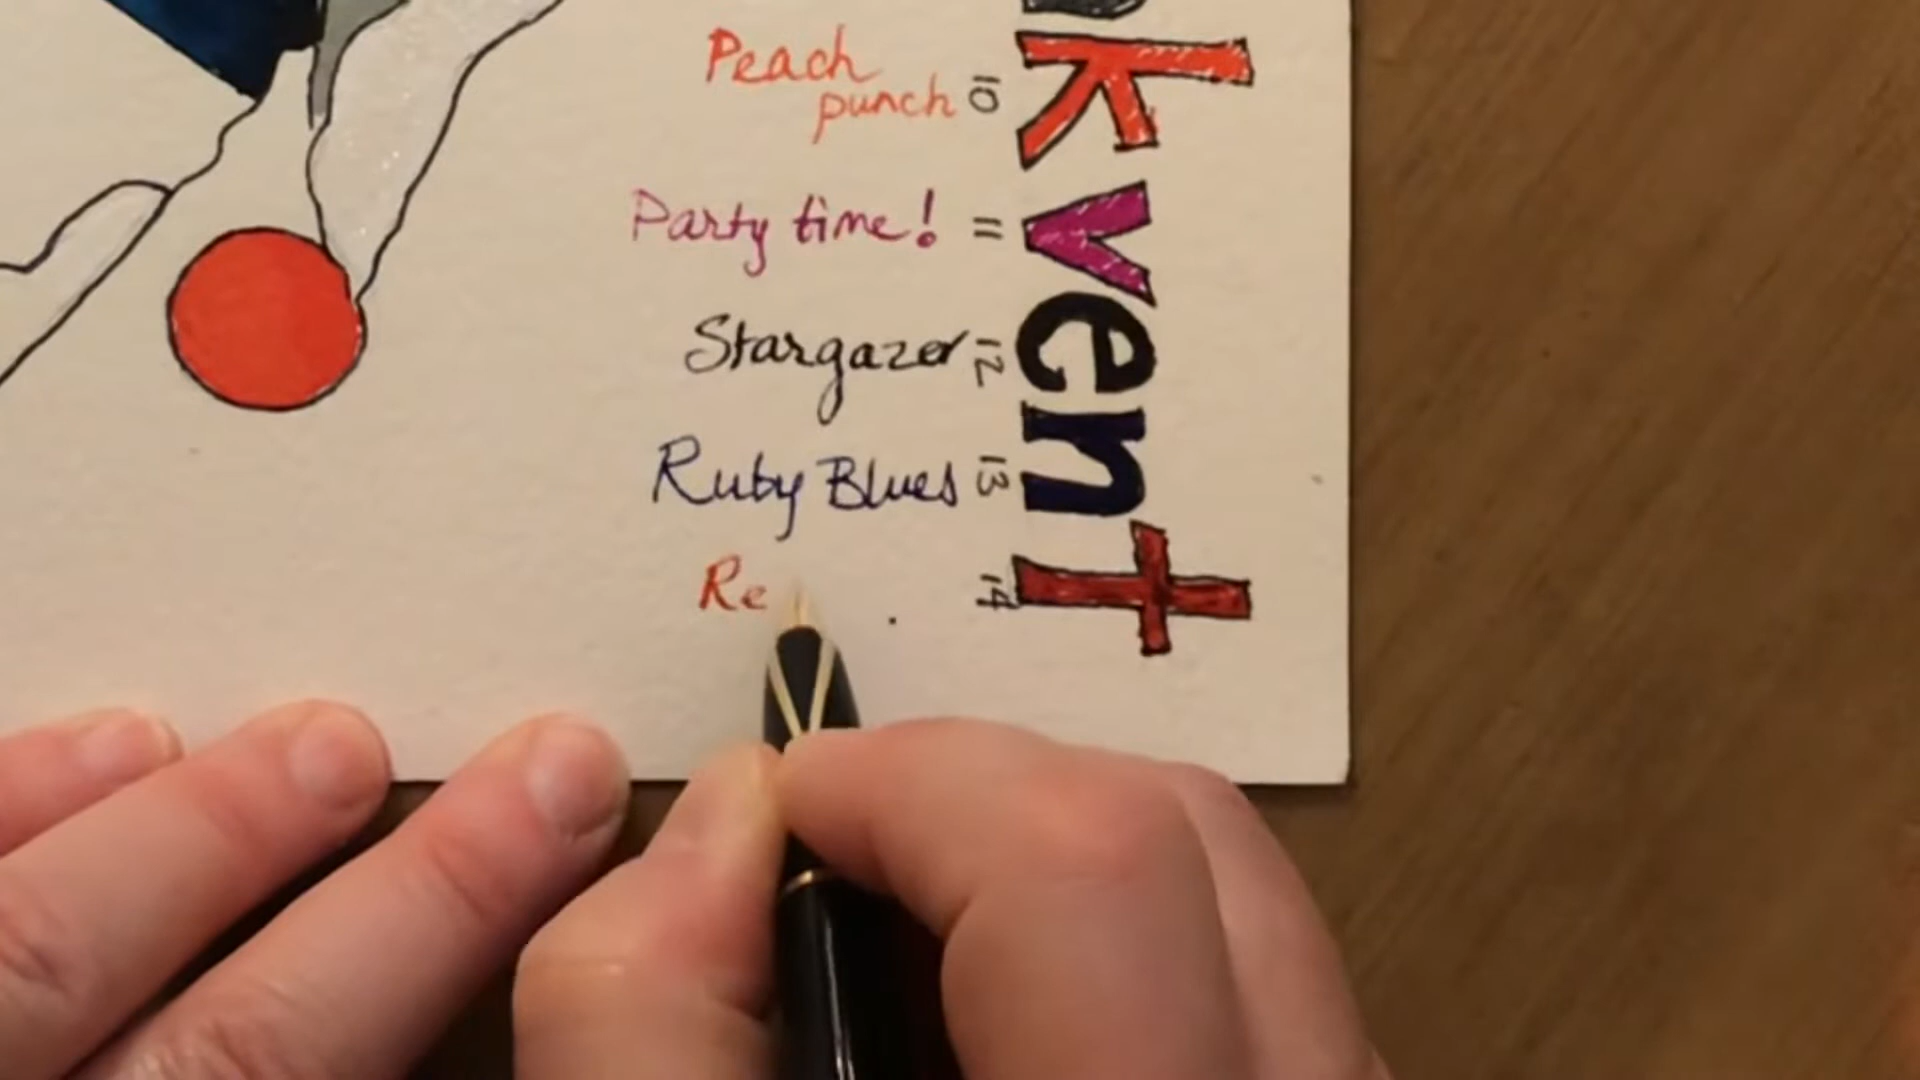 Peach
punch 10
Party time! 11
Stargazer 12
Ruby Blues 13
Re 14
kvent